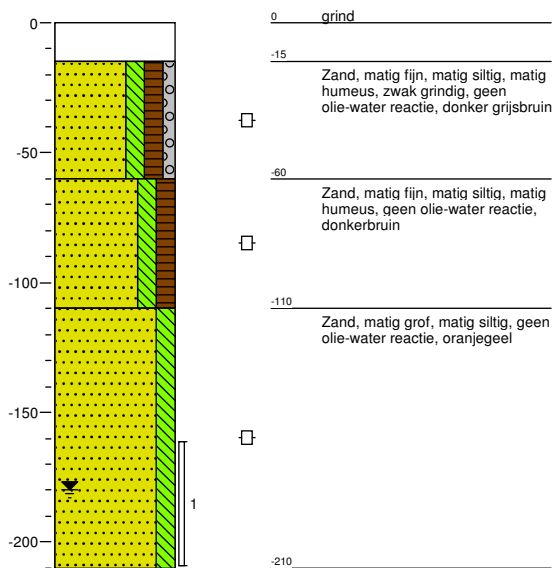 0
0
grind
-15
Zand, matig fijn, matig siltig, matig
humeus, zwak grindig, geen
olie-water reactie, donker grijsbruin
-50
-60
Zand, matig fijn, matig siltig, matig
humeus, geen olie-water reactie,
donkerbruin
-100
-110
Zand, matig grof, matig siltig, geen
olie-water reactie, oranjegeel
-150
1
-200
-210